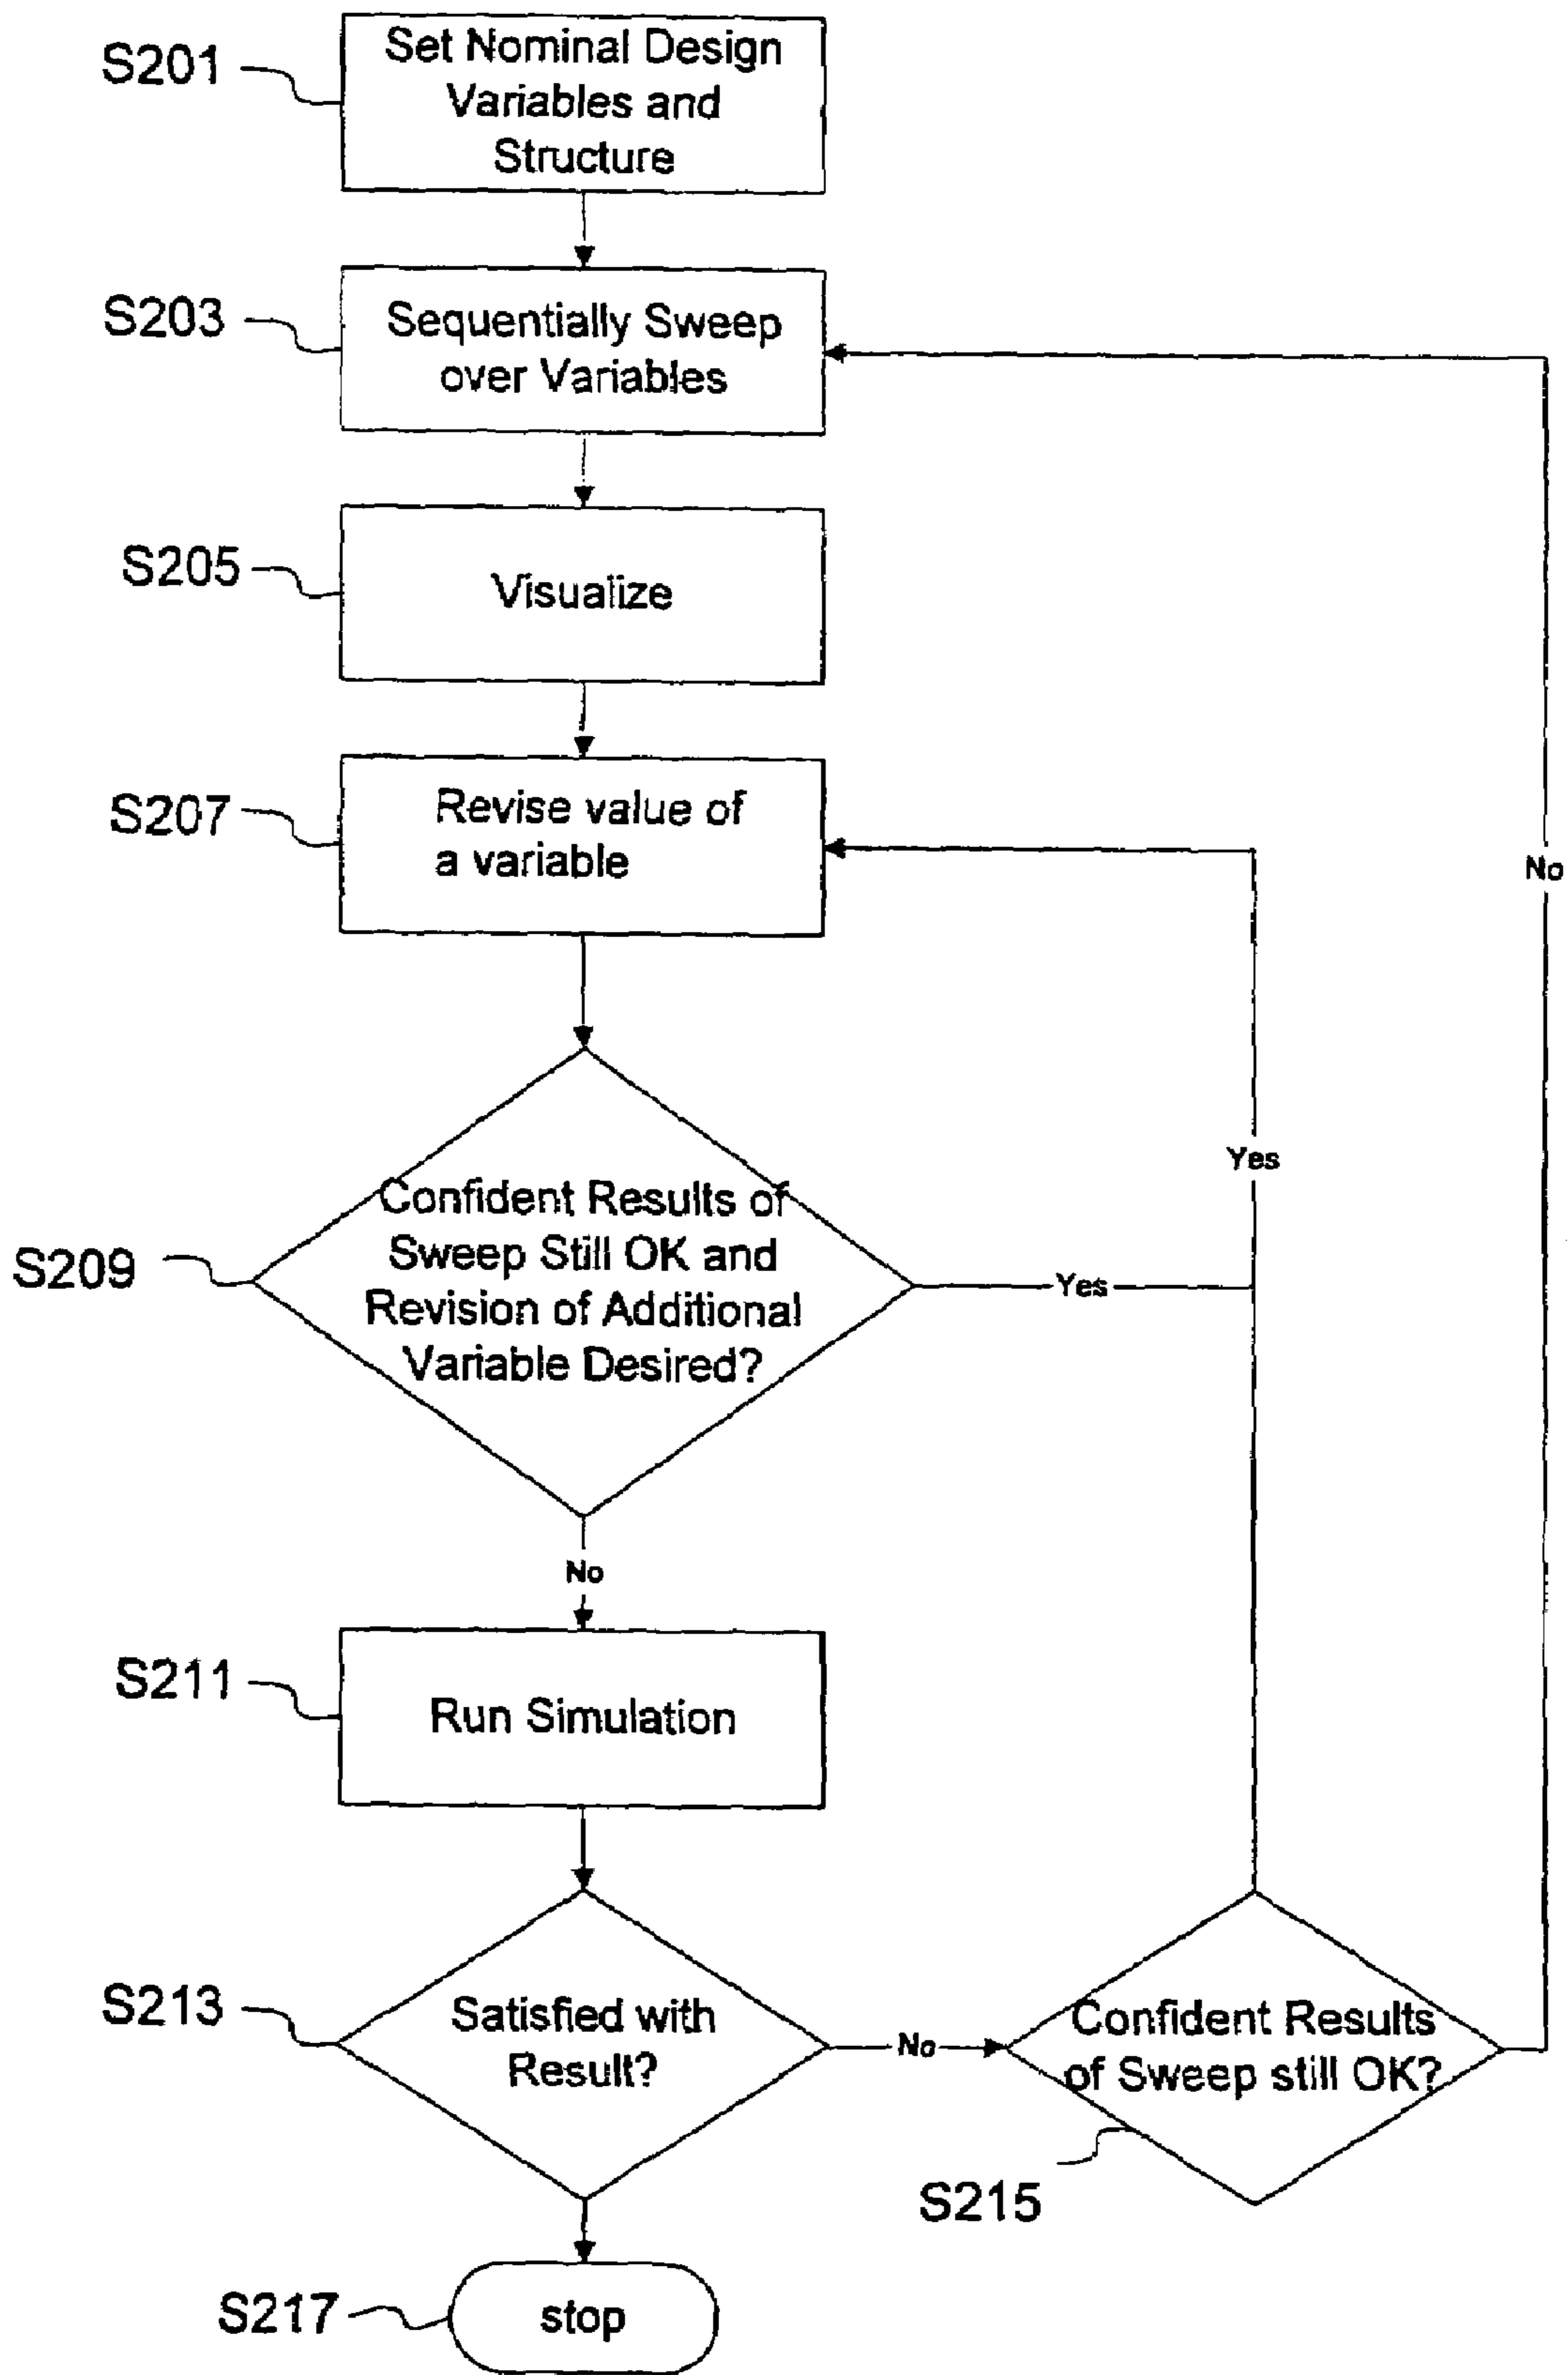 S201
Set Nominal Design
Variables and
Structure
S203
Sequentially Sweep
over Variables
S205
Visualize
S207
Revise value of
a variable
No
Yes
S209
Confident Results of
Sweep Still OK and
Revision of Additional
Variable Desired?
Yes
No
S211
Run Simulation
S213
Satisfied with
Result?
No
Confident Results
of Sweep still OK?
S215
S217
stop